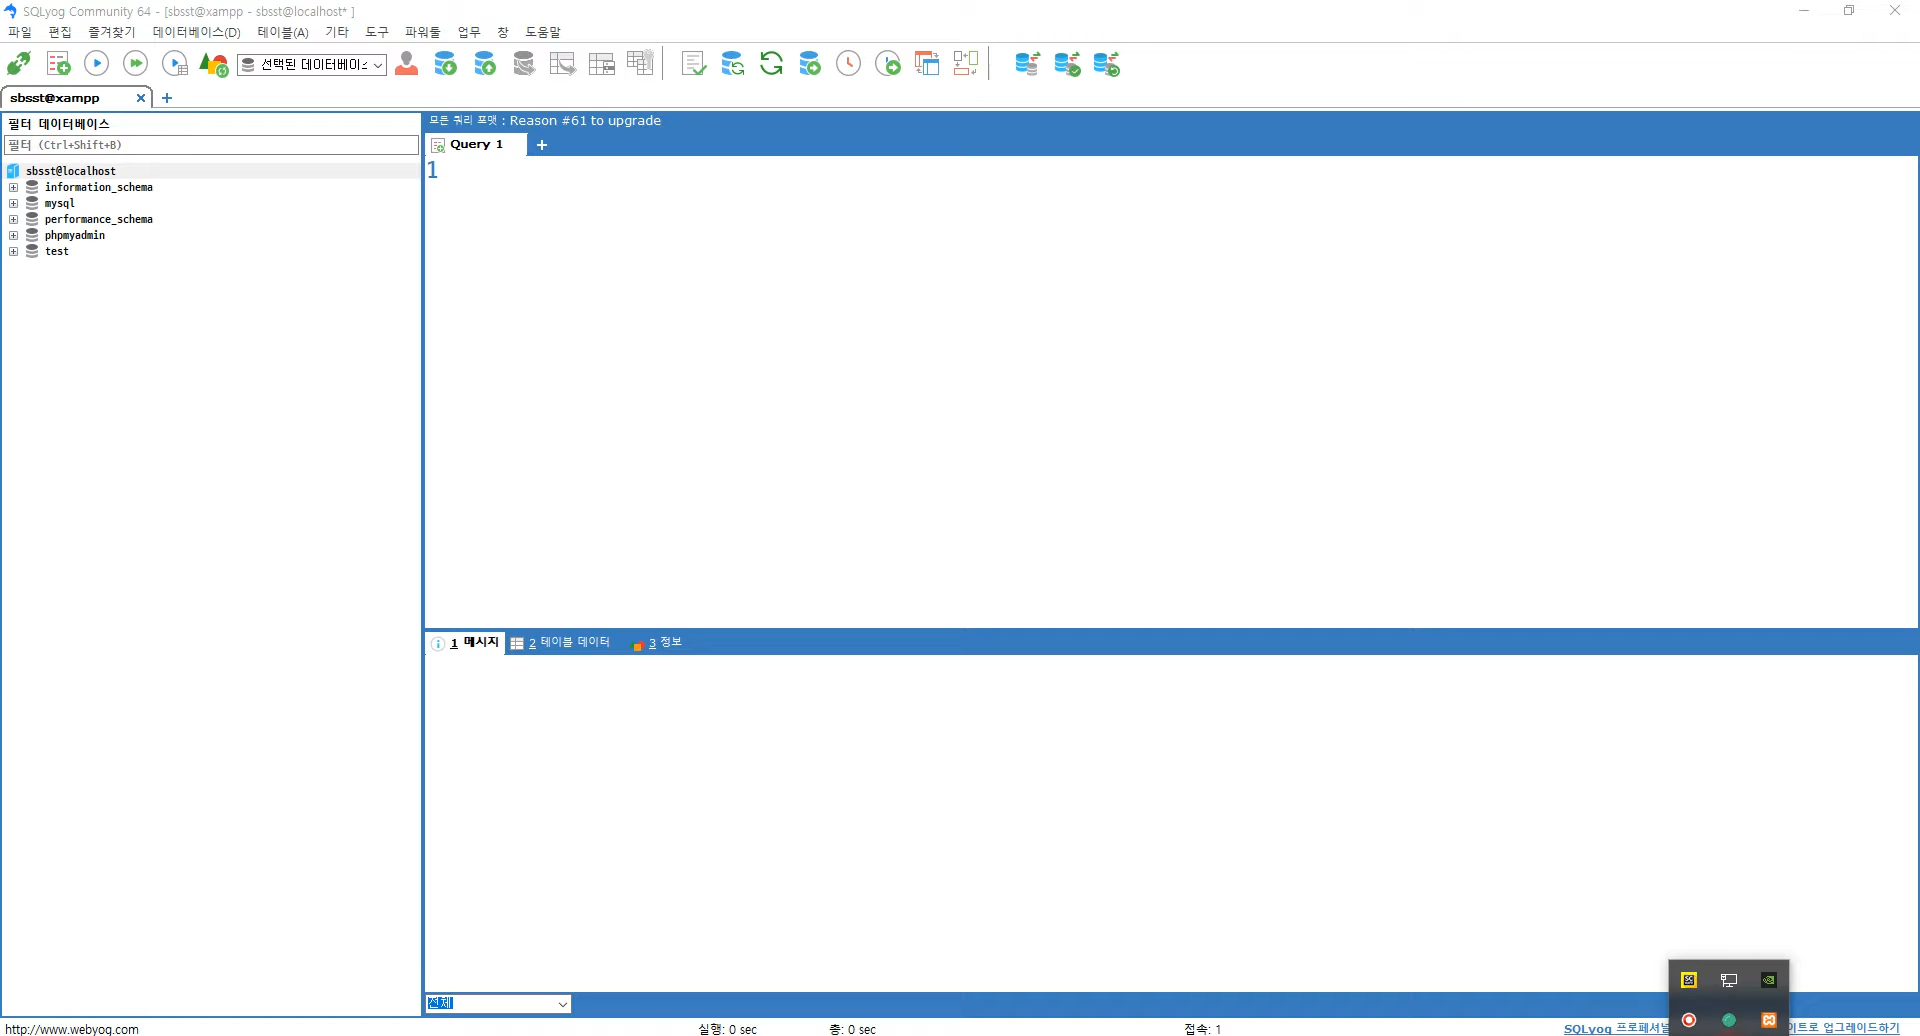 SQLyog Community 64 - [sbsst@xampp - sbsst@localhost* ]
파일 편집 즐겨찾기 데이터베이스(D) 테이블(A) 기타 도구 파워툴 업무 창 도움말
선택된 데이터베이스
sbsst@xampp
필터 데이터베이스
필터 (Ctrl+Shift+B)
sbsst@localhost
information_schema
mysql
performance_schema
phpmyadmin
test
모든 쿼리 포맷 : Reason #61 to upgrade
Query 1
1
1 메시지 2 테이블 데이터 3 정보
전체
http://www.webyog.com 실행: 0 sec 총: 0 sec 접속: 1 SQLyog 프로페셔널 이트로 업그레이드하기